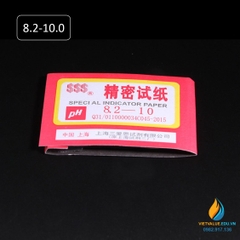 8.2-10.0
SSS
精密试纸
SPECIAL INDICATOR PAPER
8.2—10
pH
中国 上海
VIETVALUE.EDU.VN